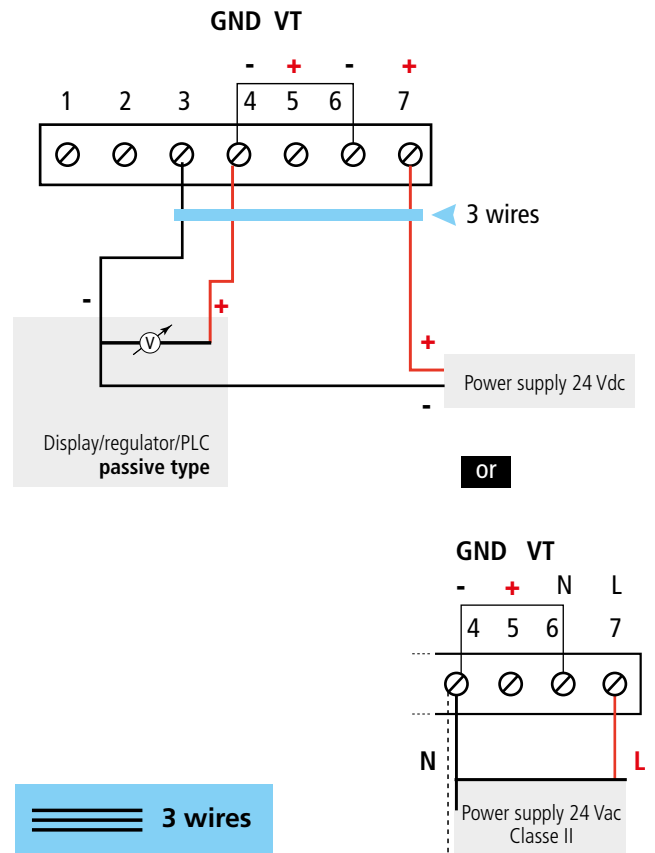 GND VT
- + - +
1 2 3 4 5 6 7
3 wires
- +
V
+
Power supply 24 Vdc
-
Display/regulator/PLC
passive type
or
GND VT
- + N L
4 5 6 7
N L
Power supply 24 Vac
Classe II
3 wires